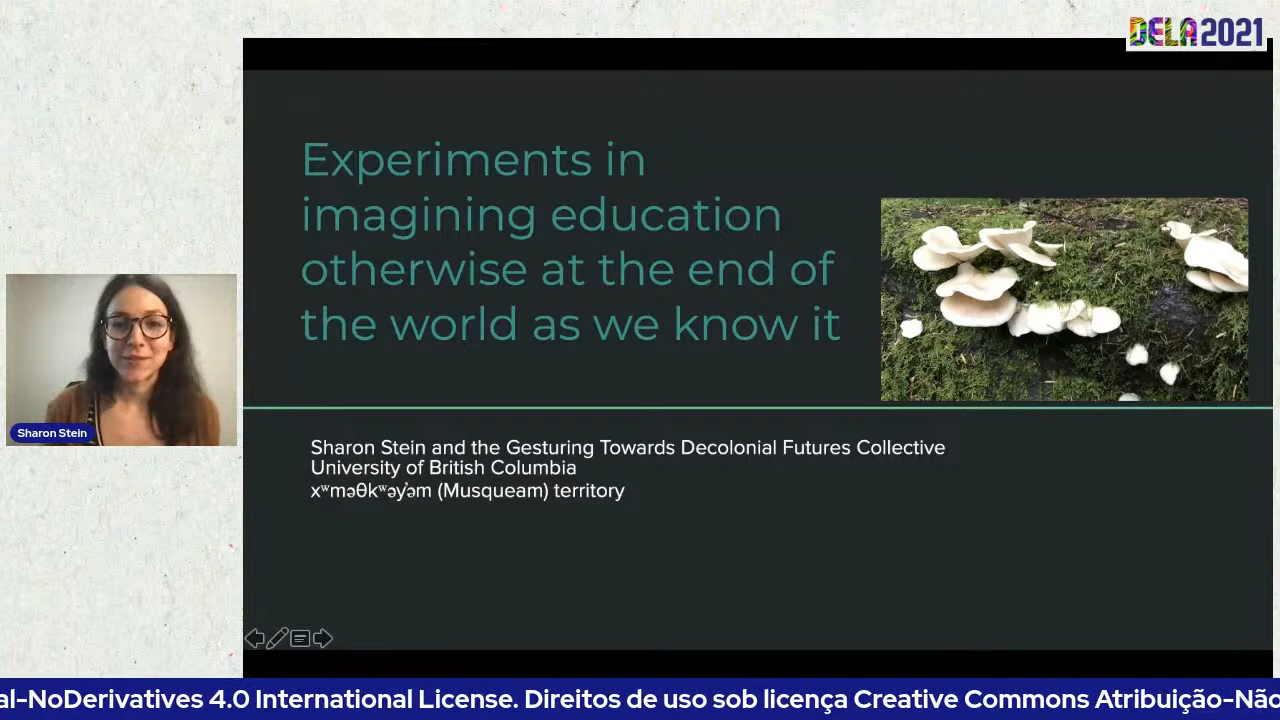 DELA 2021
Experiments in
imagining education
otherwise at the end of
the world as we know it
Sharon Stein
Sharon Stein and the Gesturing Towards Decolonial Futures Collective
University of British Columbia
xʷməθkʷəy̓əm (Musqueam) territory
al-NoDerivatives 4.0 International License. Direitos de uso sob licença Creative Commons Atribuição-Não